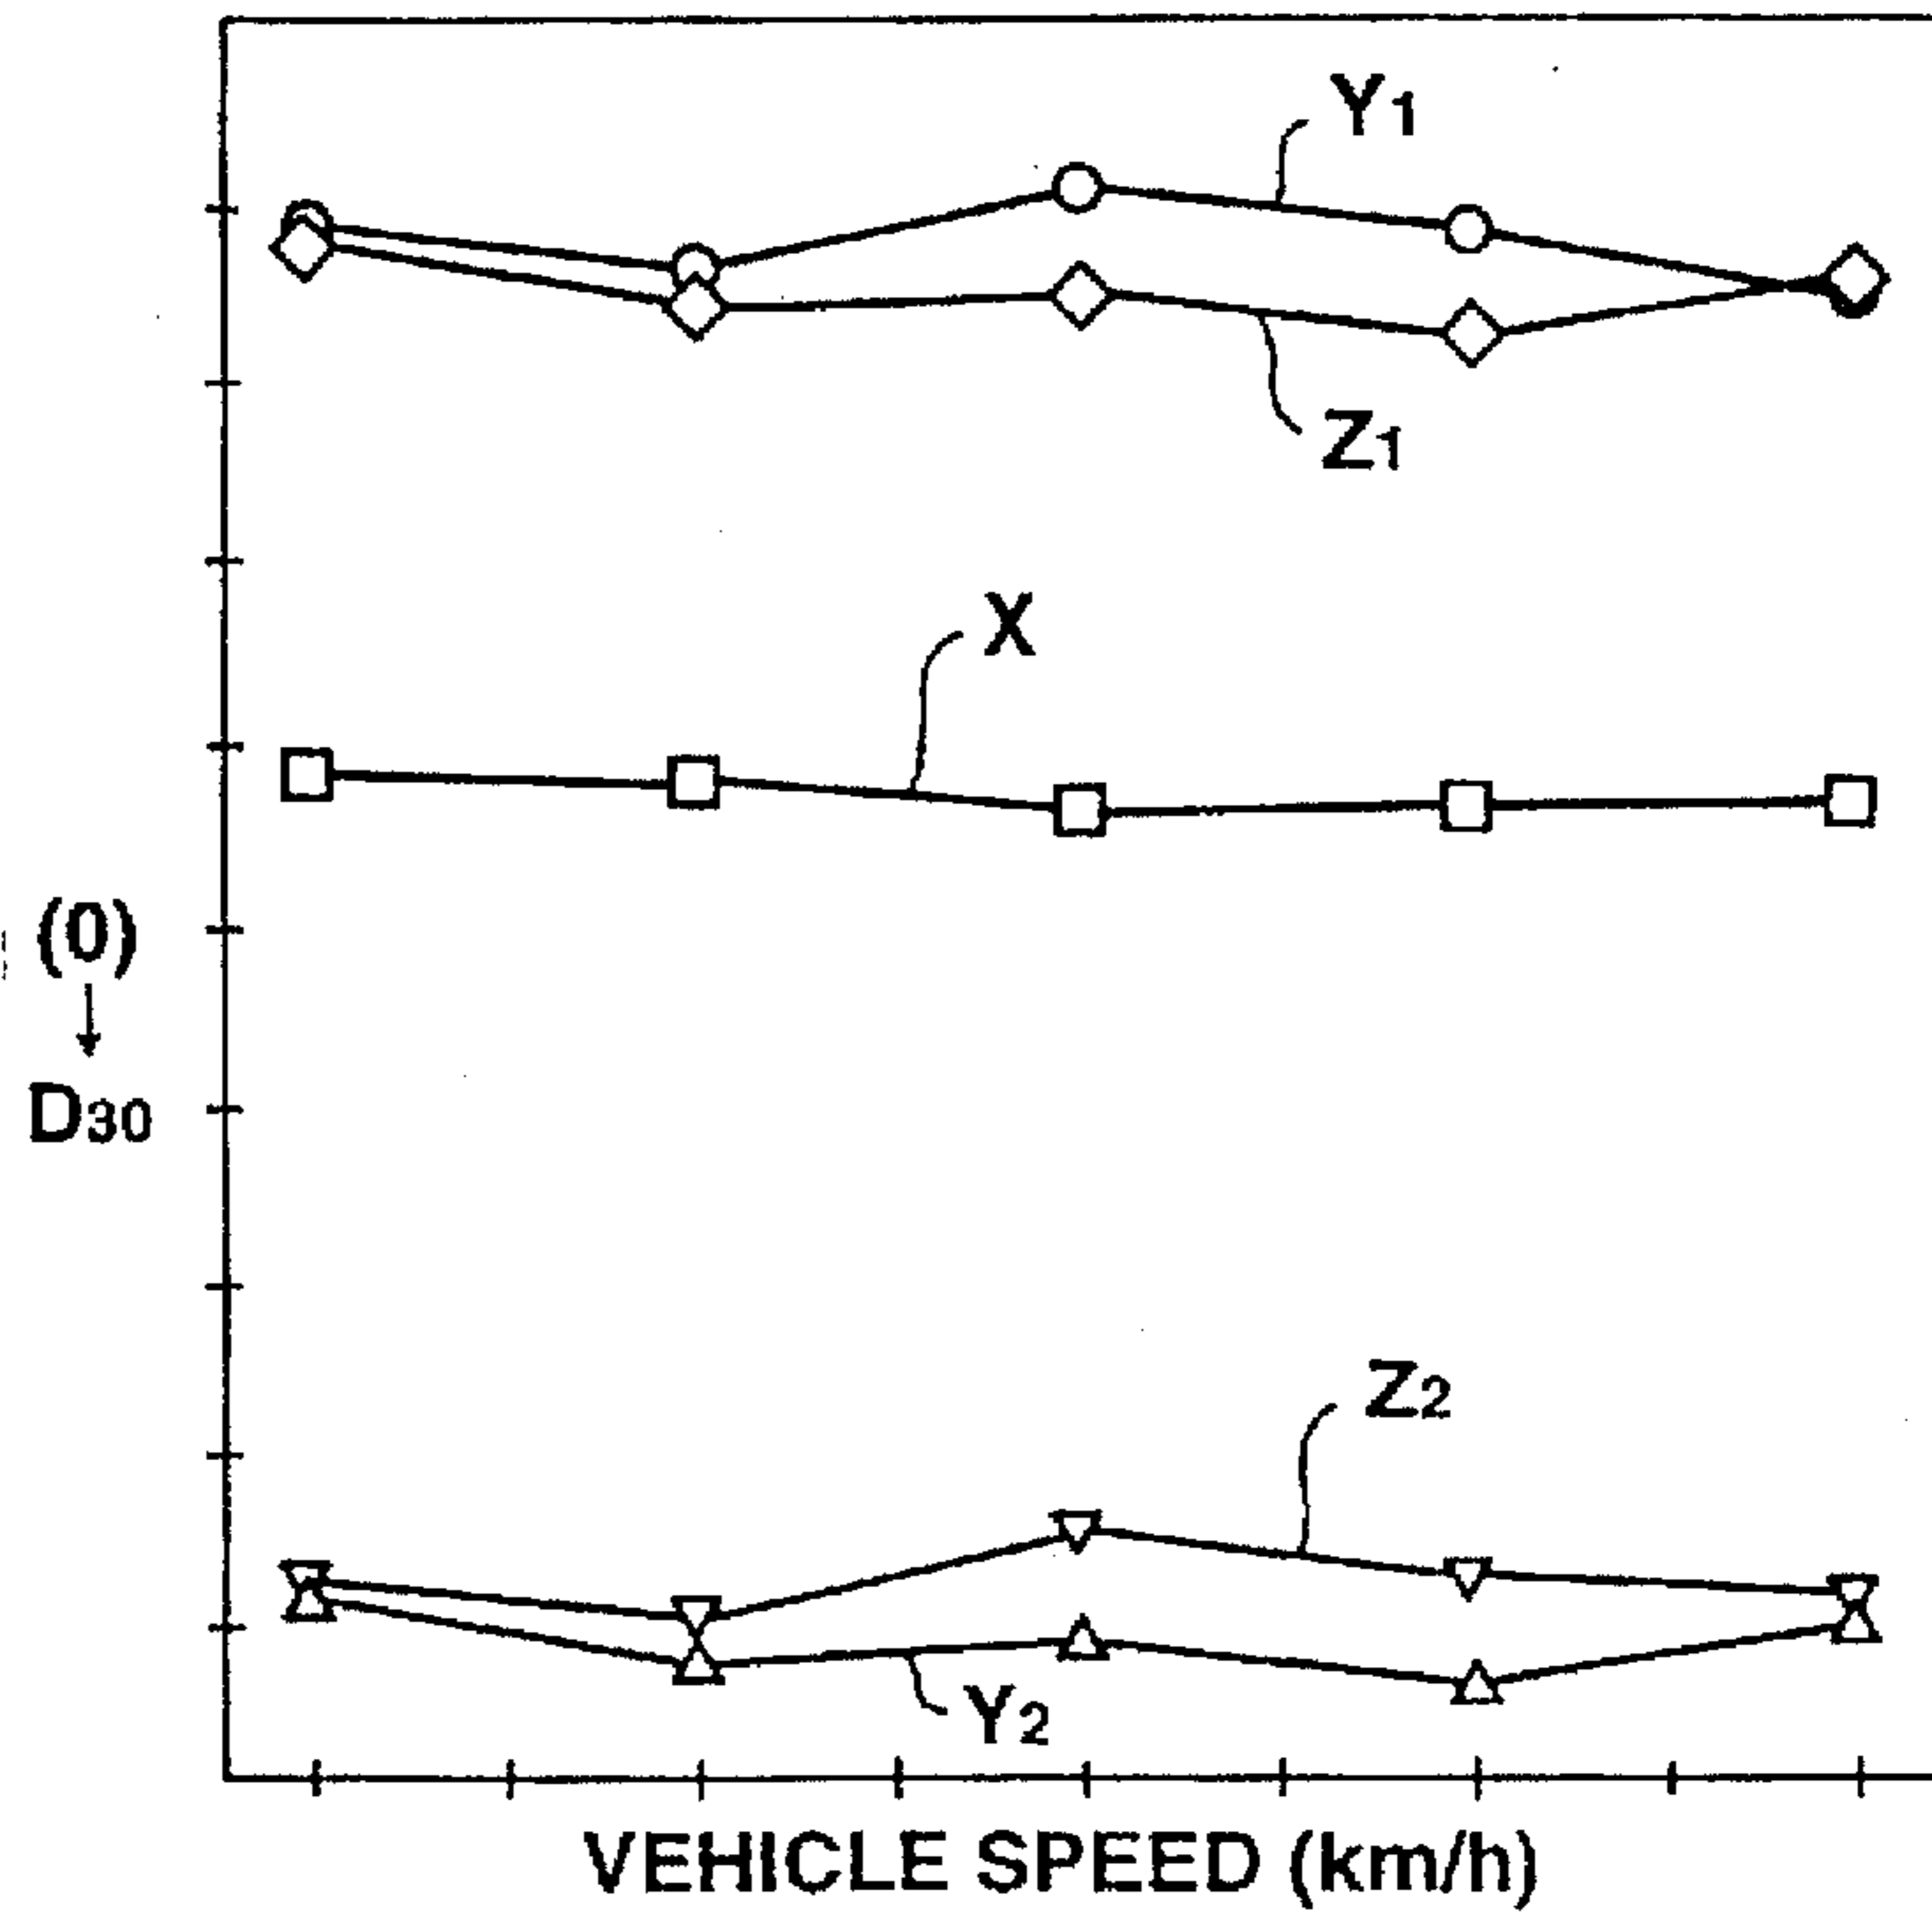 Y1
Z1
X
(0)
D30
Z2
Y2
VEHICLE SPEED (km/h)